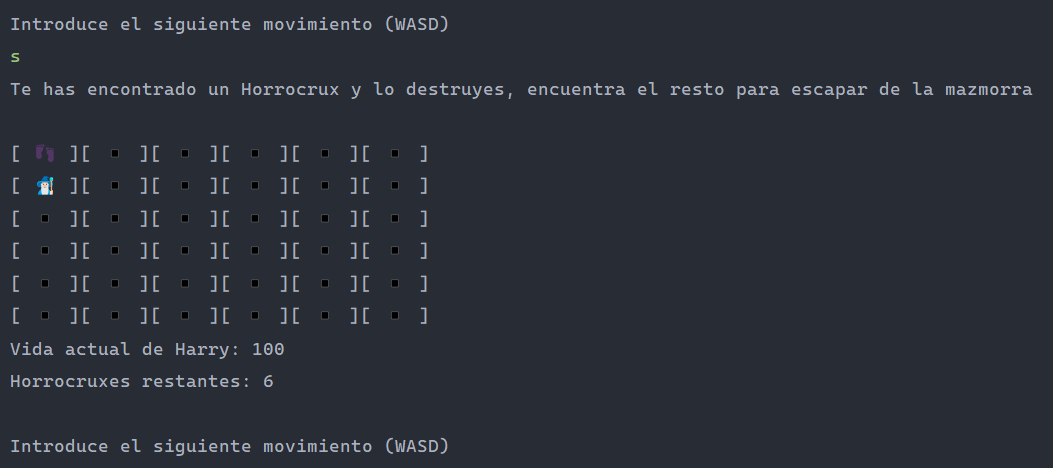 Introduce el siguiente movimiento (WASD)
s
Te has encontrado un Horrocrux y lo destruyes, encuentra el resto para escapar de la mazmorra
[ 👣 ][ ▪ ][ ▪ ][ ▪ ][ ▪ ][ ▪ ]
[ 🧙‍♂️ ][ ▪ ][ ▪ ][ ▪ ][ ▪ ][ ▪ ]
[ ▪ ][ ▪ ][ ▪ ][ ▪ ][ ▪ ][ ▪ ]
[ ▪ ][ ▪ ][ ▪ ][ ▪ ][ ▪ ][ ▪ ]
[ ▪ ][ ▪ ][ ▪ ][ ▪ ][ ▪ ][ ▪ ]
[ ▪ ][ ▪ ][ ▪ ][ ▪ ][ ▪ ][ ▪ ]
Vida actual de Harry: 100
Horrocruxes restantes: 6
Introduce el siguiente movimiento (WASD)